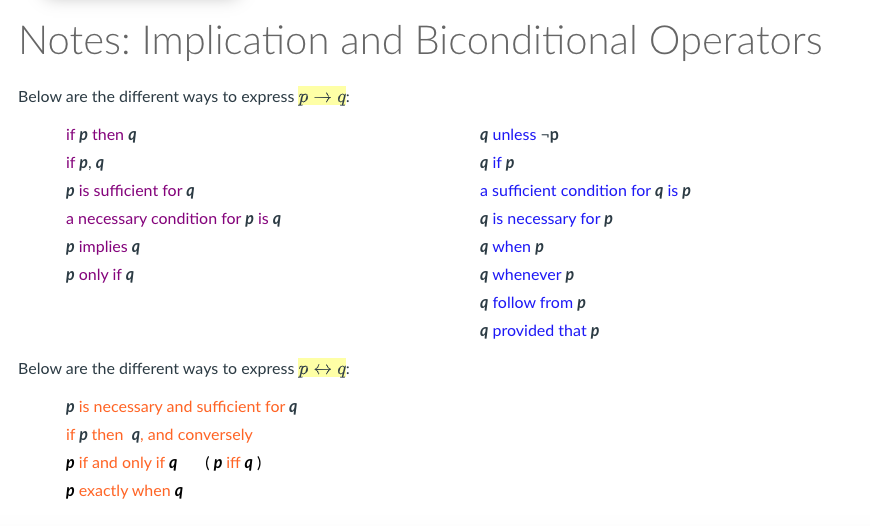 Notes: Implication and Biconditional Operators
Below are the different ways to express p → q:
if p then q
if p, q
p is sufficient for q
a necessary condition for p is q
p implies q
p only if q
q unless ¬p
q if p
a sufficient condition for q is p
q is necessary for p
q when p
q whenever p
q follow from p
q provided that p
Below are the different ways to express p ↔ q:
p is necessary and sufficient for q
if p then q, and conversely
p if and only if q ( p iff q )
p exactly when q